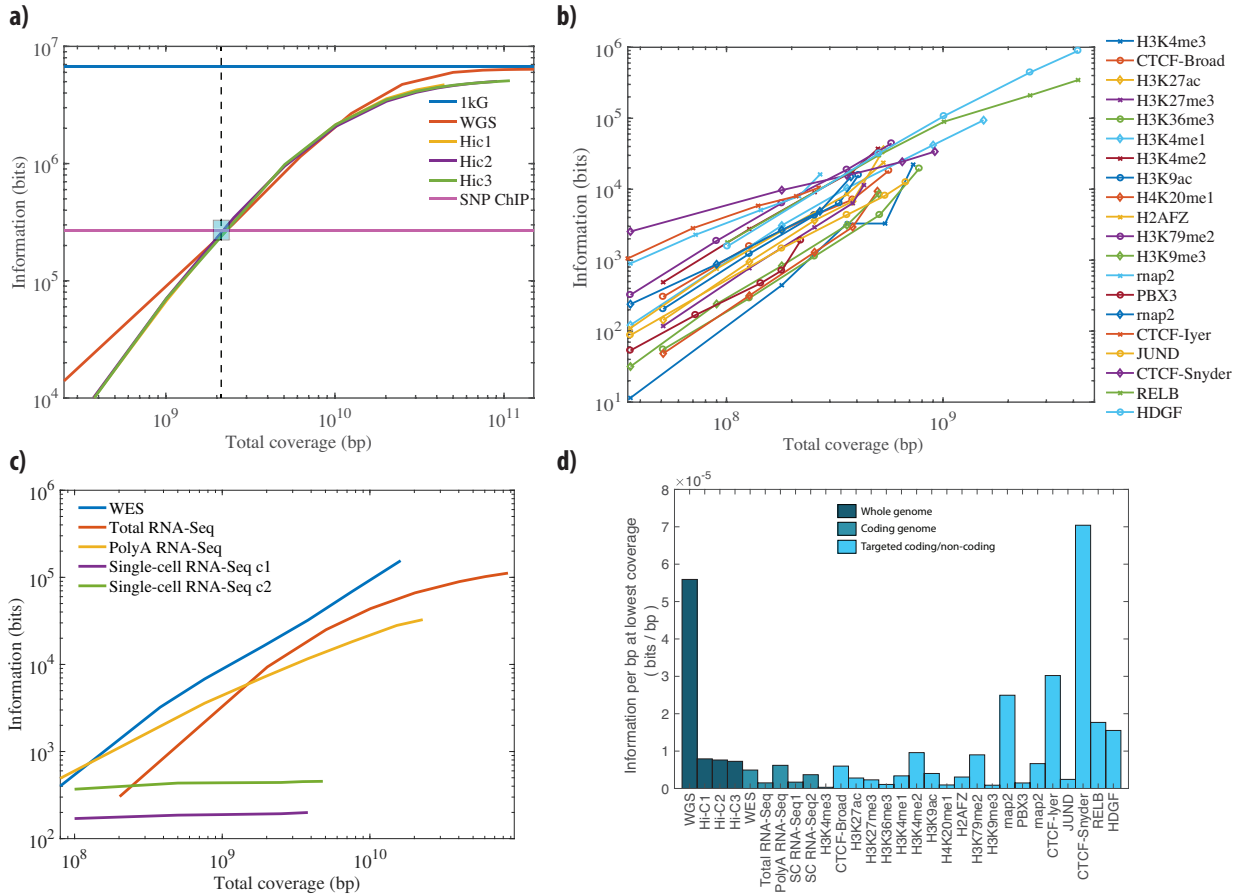 a)
10^7
10^6
10^5
10^4
Information (bits)
10^9
10^10
10^11
Total coverage (bp)
1kG
WGS
Hic1
Hic2
Hic3
SNP ChIP
b)
10^6
10^5
10^4
10^3
10^2
10^1
Information (bits)
10^8
10^9
Total coverage (bp)
H3K4me3
CTCF-Broad
H3K27ac
H3K27me3
H3K36me3
H3K4me1
H3K4me2
H3K9ac
H4K20me1
H2AFZ
H3K79me2
H3K9me3
rnap2
PBX3
rnap2
CTCF-Iyer
JUND
CTCF-Snyder
RELB
HDGF
c)
10^6
10^5
10^4
10^3
10^2
Information (bits)
10^8
10^9
10^10
Total coverage (bp)
WES
Total RNA-Seq
PolyA RNA-Seq
Single-cell RNA-Seq c1
Single-cell RNA-Seq c2
d)
×10^-5
8
7
6
5
4
3
2
1
0
Information per bp at lowest coverage
( bits / bp)
Whole genome
Coding genome
Targeted coding/non-coding
WGS
Hi-C1
Hi-C2
Hi-C3
WES
Total RNA-Seq
PolyA RNA-Seq
SC RNA-Seq1
SC RNA-Seq2
H3K4me3
CTCF-Broad
H3K27ac
H3K27me3
H3K36me3
H3K4me1
H3K4me2
H3K9ac
H4K20me1
H2AFZ
H3K79me2
H3K9me3
rnap2
PBX3
rnap2
CTCF-Iyer
JUND
CTCF-Snyder
RELB
HDGF